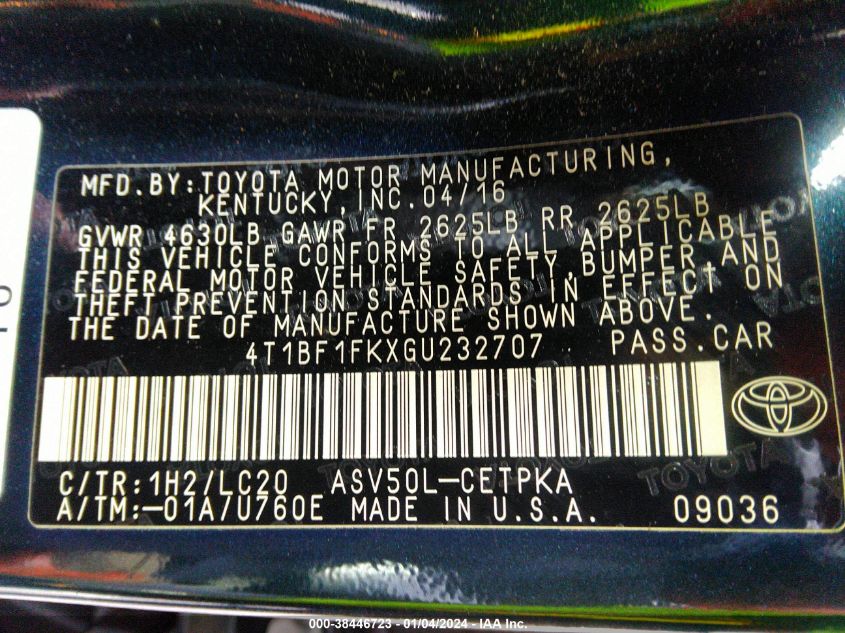 MFD.BY:TOYOTA MOTOR MANUFACTURING,
KENTUCKY,INC.04/16
GVWR 4630LB GAWR FR 2625LB RR 2625LB
THIS VEHICLE CONFORMS TO ALL APPLICABLE
FEDERAL MOTOR VEHICLE SAFETY,BUMPER,AND
THEFT PREVENTION STANDARDS IN EFFECT ON
THE DATE OF MANUFACTURE SHOWN ABOVE.
4T1BF1FKXGU232707 PASS.CAR
C/TR:1H2/LC20 ASV50L-CETPKA
A/TM:-01A/U760E MADE IN U.S.A. 09036
TOYOTA
000-38446723 - 01/04/2024 - IAA Inc.